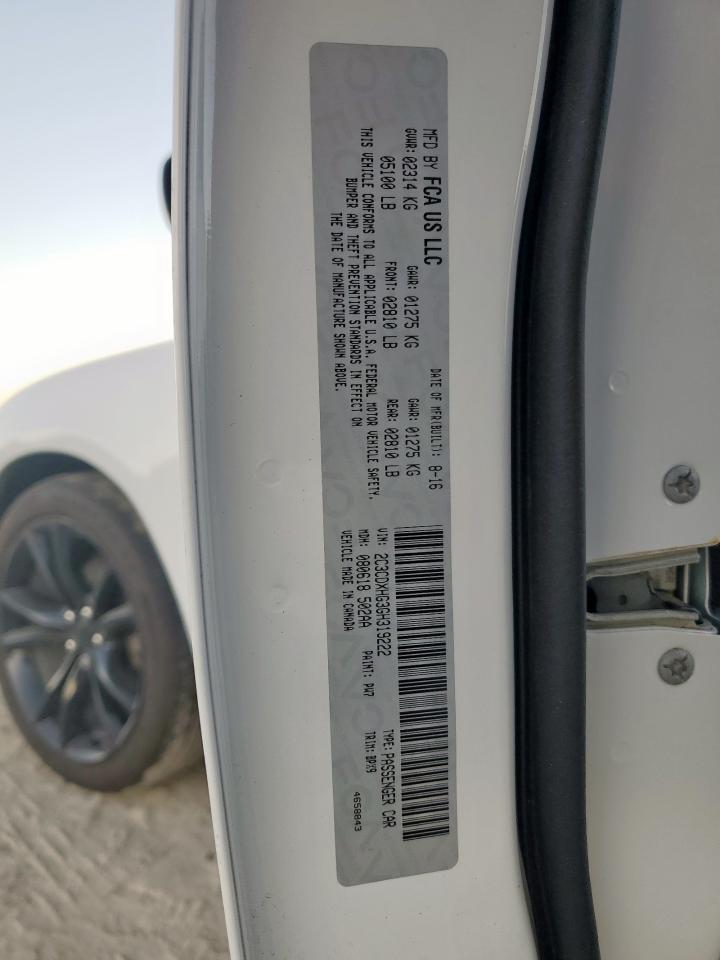 MFD BY FCA US LLC
DATE OF MFR(BUILT): 8-16
GVWR: 02314 KG GAWR: 01275 KG GAWR: 01275 KG
05100 LB FRONT: 02810 LB REAR: 02810 LB
THIS VEHICLE CONFORMS TO ALL APPLICABLE U.S.A. FEDERAL MOTOR VEHICLE SAFETY,
BUMPER AND THEFT PREVENTION STANDARDS IN EFFECT ON
THE DATE OF MANUFACTURE SHOWN ABOVE.
VIN: 2C3CDXHG3GH319222 TYPE: PASSENGER CAR
MDH: 080618 502AA PAINT: PW7 TRIM: BPX9
VEHICLE MADE IN CANADA 4658843